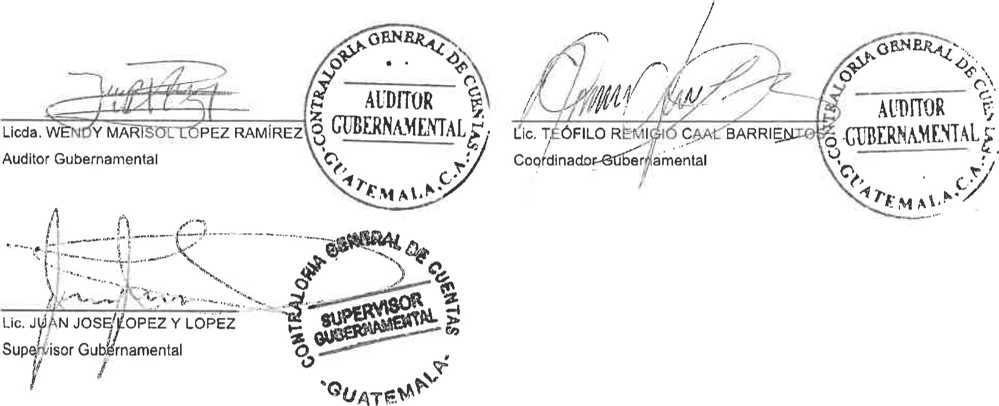 CONTRALORIA GENERAL DE CUENTAS
AUDITOR
GUBERNAMENTAL
-GUATEMALA, C.A.-
Licda. WENDY MARISOL LOPEZ RAMÍREZ
Auditor Gubernamental
CONTRALORIA GENERAL DE CUENTAS
AUDITOR
GUBERNAMENTAL
-GUATEMALA, C.A.-
Lic. TEÓFILO REMIGIO CAAL BARRIENTOS
Coordinador Gubernamental
CONTRALORIA GENERAL DE CUENTAS
SUPERVISOR
GUBERNAMENTAL
-GUATEMALA.-
Lic. JUAN JOSE LOPEZ Y LOPEZ
Supervisor Gubernamental